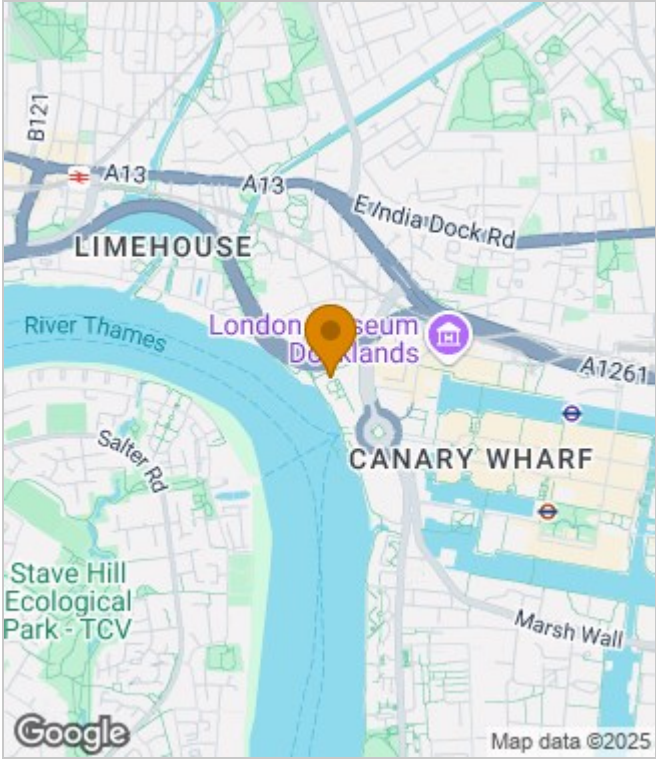 B121
A13
A13
E India Dock Rd
LIMEHOUSE
River Thames
London Museum
Docklands
A1261
CANARY WHARF
Salter Rd
Stave Hill
Ecological
Park - TCV
Marsh Wall
Google
Map data ©2025